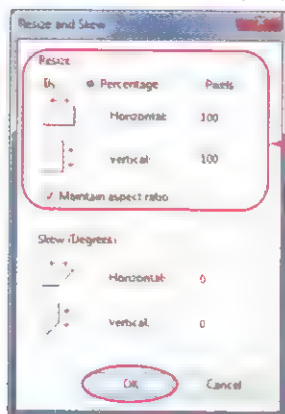 Resize and Skew
Resize
By Percentage Pixels
Horizontal: 100
Vertical: 100
Maintain aspect ratio
Skew (Degrees)
Horizontal: 0
Vertical: 0
OK Cancel